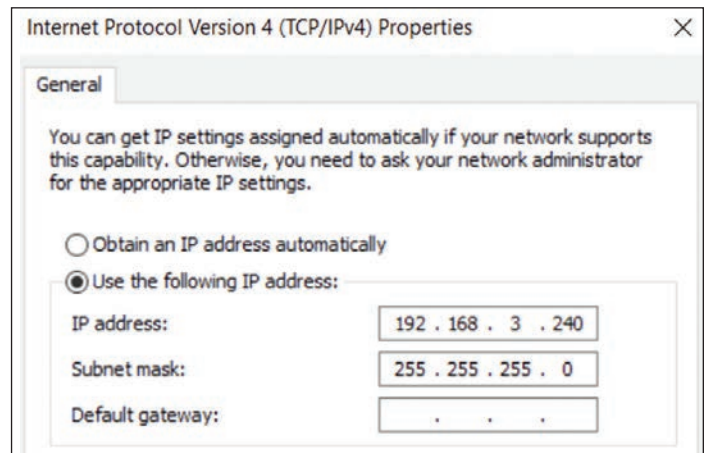 Internet Protocol Version 4 (TCP/IPv4) Properties
General
You can get IP settings assigned automatically if your network supports
this capability. Otherwise, you need to ask your network administrator
for the appropriate IP settings.
Obtain an IP address automatically
Use the following IP address:
IP address: 192 . 168 . 3 . 240
Subnet mask: 255 . 255 . 255 . 0
Default gateway: . . .